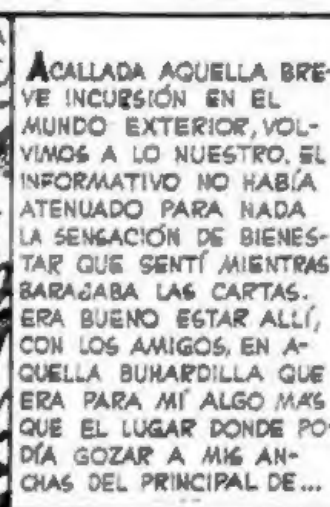 ACALLADA AQUELLA BRE-
VE INCURSIÓN EN EL
MUNDO EXTERIOR, VOL-
VIMOS A LO NUESTRO. EL
INFORMATIVO NO HABÍA
ATENUADO PARA NADA
LA SENSACIÓN DE BIENES-
TAR QUE SENTÍ MIENTRAS
BARAJABA LAS CARTAS.
ERA BUENO ESTAR ALLÍ,
CON LOS AMIGOS, EN A-
QUELLA BUHARDILLA QUE
ERA PARA MÍ ALGO MÁS
QUE EL LUGAR DONDE PO-
DÍA GOZAR A MIS AN-
CHAS DEL PRINCIPAL DE...